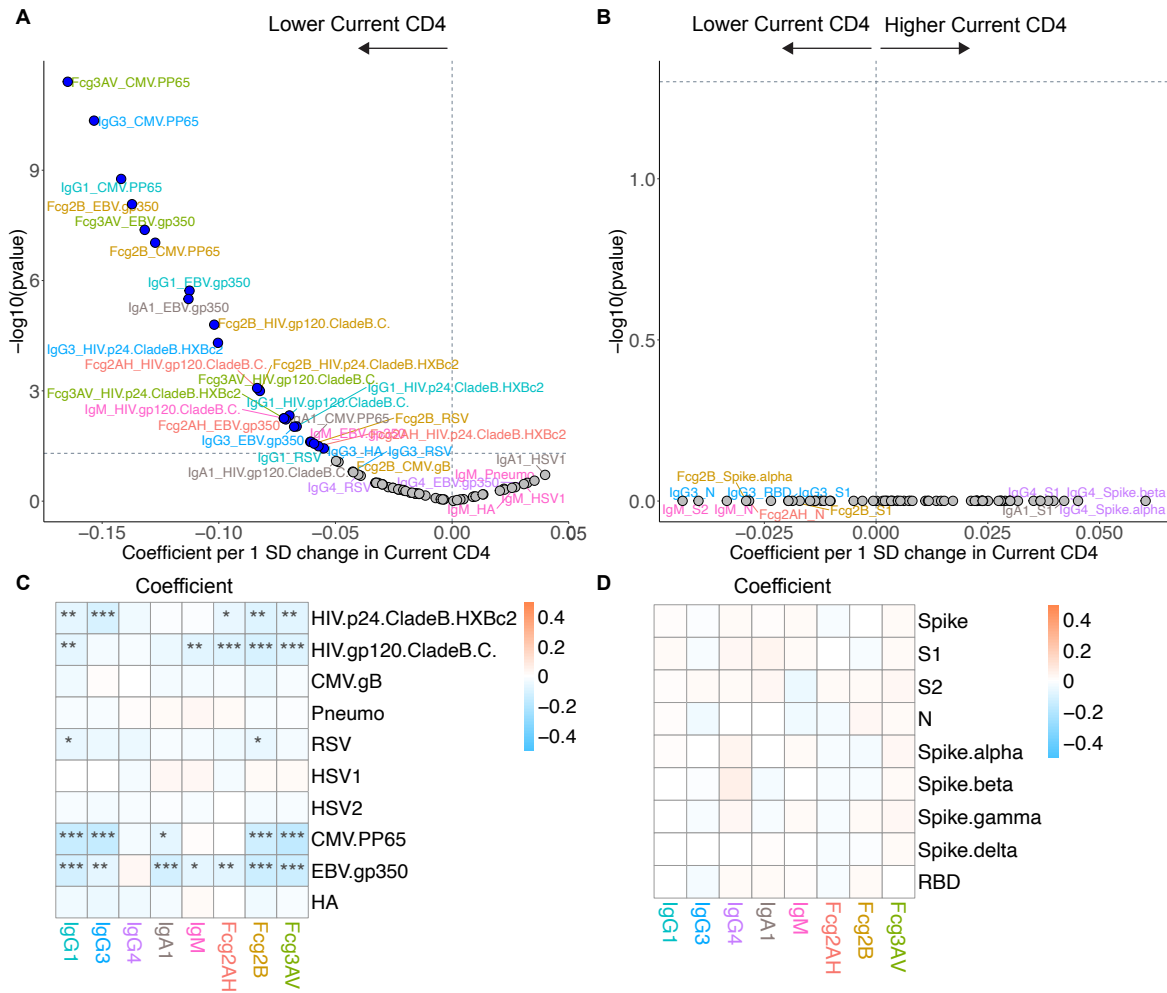 A
Lower Current CD4
Fcg3AV_CMV.PP65
IgG3_CMV.PP65
IgG1_CMV.PP65
Fcg2B_EBV.gp350
Fcg3AV_EBV.gp350
Fcg2B_CMV.PP65
IgG1_EBV.gp350
IgA1_EBV.gp350
Fcg2B_HIV.gp120.CladeB.C.
IgG3_HIV.p24.CladeB.HXBc2
Fcg2AH_HIV.gp120.CladeB.C.
Fcg2B_HIV.p24.CladeB.HXBc2
Fcg3AV_HIV.gp120.CladeB.C.
Fcg3AV_HIV.p24.CladeB.HXBc2
IgG1_HIV.p24.CladeB.HXBc2
IgG1_HIV.gp120.CladeB.C.
IgM_HIV.gp120.CladeB.C.
IgA1_CMV.PP65
Fcg2B_RSV
Fcg2AH_EBV.gp350
IgM_EBV.gp350
Fcg2AH_HIV.p24.CladeB.HXBc2
IgG3_EBV.gp350
IgG3_HA
IgG3_RSV
IgG1_RSV
IgA1_HSV1
IgA1_HIV.gp120.CladeB.C.
Fcg2B_CMV.gB
IgM_Pneumo
IgG4_RSV
IgG4_EBV.gp350
IgM_HSV1
IgM_HA
9
6
3
0
−log10(pvalue)
−0.15
−0.10
−0.05
0.00
0.05
Coefficient per 1 SD change in Current CD4
B
Lower Current CD4
Higher Current CD4
1.0
0.5
0.0
−log10(pvalue)
Fcg2B_Spike.alpha
IgG3_N
IgG3_RBD
IgG3_S1
IgG4_S1
IgG4_Spike.beta
IgM_S2
IgM_N
Fcg2AH_N
Fcg2B_S1
IgA1_S1
IgG4_Spike.alpha
−0.025
0.000
0.025
0.050
Coefficient per 1 SD change in Current CD4
C
Coefficient
** *** * ** **
HIV.p24.CladeB.HXBc2
** ** *** *** ***
HIV.gp120.CladeB.C.
CMV.gB
Pneumo
* *
RSV
HSV1
HSV2
*** *** * *** ***
CMV.PP65
*** ** *** * ** *** ***
EBV.gp350
HA
IgG1
IgG3
IgG4
IgA1
IgM
Fcg2AH
Fcg2B
Fcg3AV
0.4
0.2
0
−0.2
−0.4
D
Coefficient
Spike
S1
S2
N
Spike.alpha
Spike.beta
Spike.gamma
Spike.delta
RBD
IgG1
IgG3
IgG4
IgA1
IgM
Fcg2AH
Fcg2B
Fcg3AV
0.4
0.2
0
−0.2
−0.4